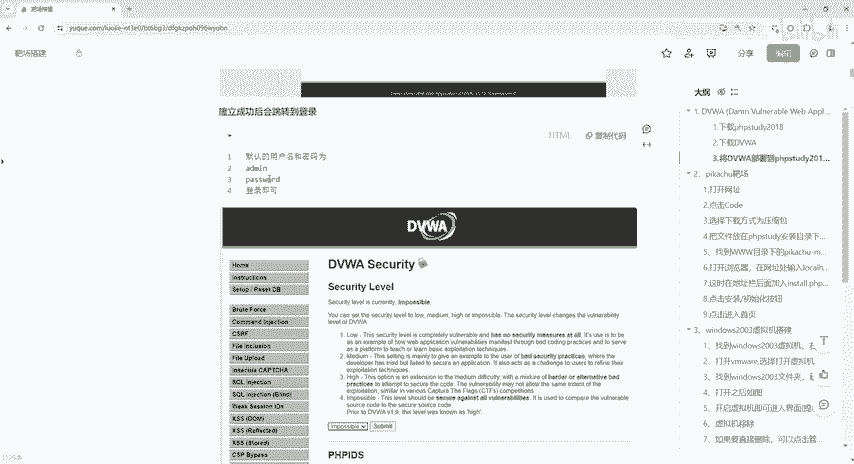 靶场搭建
yuque.com/luojie-nt1e0/bt6bg3/dfgkzpoh096wyobn
靶场搭建
分享
编辑
建立成功后会跳转到登录
HTML
复制代码
1 默认的用户名和密码为
2 admin
3 password
4 登录即可
DVWA
Home
Instructions
Setup / Reset DB
Brute Force
Command Injection
CSRF
File Inclusion
File Upload
Insecure CAPTCHA
SQL Injection
SQL Injection (Blind)
Weak Session IDs
XSS (DOM)
XSS (Reflected)
XSS (Stored)
CSP Bypass
DVWA Security
Security Level
Security level is currently: impossible.
You can set the security level to low, medium, high or impossible. The security level changes the vulnerability
level of DVWA:
1. Low - This security level is completely vulnerable and has no security measures at all. It's use is to be
as an example of how web application vulnerabilities manifest through bad coding practices and to serve
as a platform to teach or learn basic exploitation techniques.
2. Medium - This setting is mainly to give an example to the user of bad security practices, where the
developer has tried but failed to secure an application. It also acts as a challenge to users to refine their
exploitation techniques.
3. High - This option is an extension to the medium difficulty, with a mixture of harder or alternative bad
practices to attempt to secure the code. The vulnerability may not allow the same extent of the
exploitation, similar in various Capture The Flags (CTFs) competitions.
4. Impossible - This level should be secure against all vulnerabilities. It is used to compare the vulnerable
source code to the secure source code.
Prior to DVWA v1.9, this level was known as 'high'.
Impossible
Submit
PHPIDS
大纲
1. DVWA (Damn Vulnerable Web Appl...
1.下载phpstudy2018
2.下载DVWA
3.将DVWA部署到phpstudy201...
2、pikachu靶场
1.打开网址
2.点击Code
3.选择下载方式为压缩包
4.把文件放在phpstudy安装目录下...
5、找到WWW目录下的pikachu-m...
6.打开浏览器，在网址处输入localh...
7.这时在地址栏后面加入install.php...
8.点击安装/初始化按钮
9.点击进入首页
3、windows2003虚拟机搭建
1、找到windows2003虚拟机，
2、打开vmware,选择打开虚拟机
3、找到windows2003文件夹，
4、打开之后如图
5、开启虚拟机即可进入界面
6、虚拟机移除
7、如果要直接删除，可以点击管...